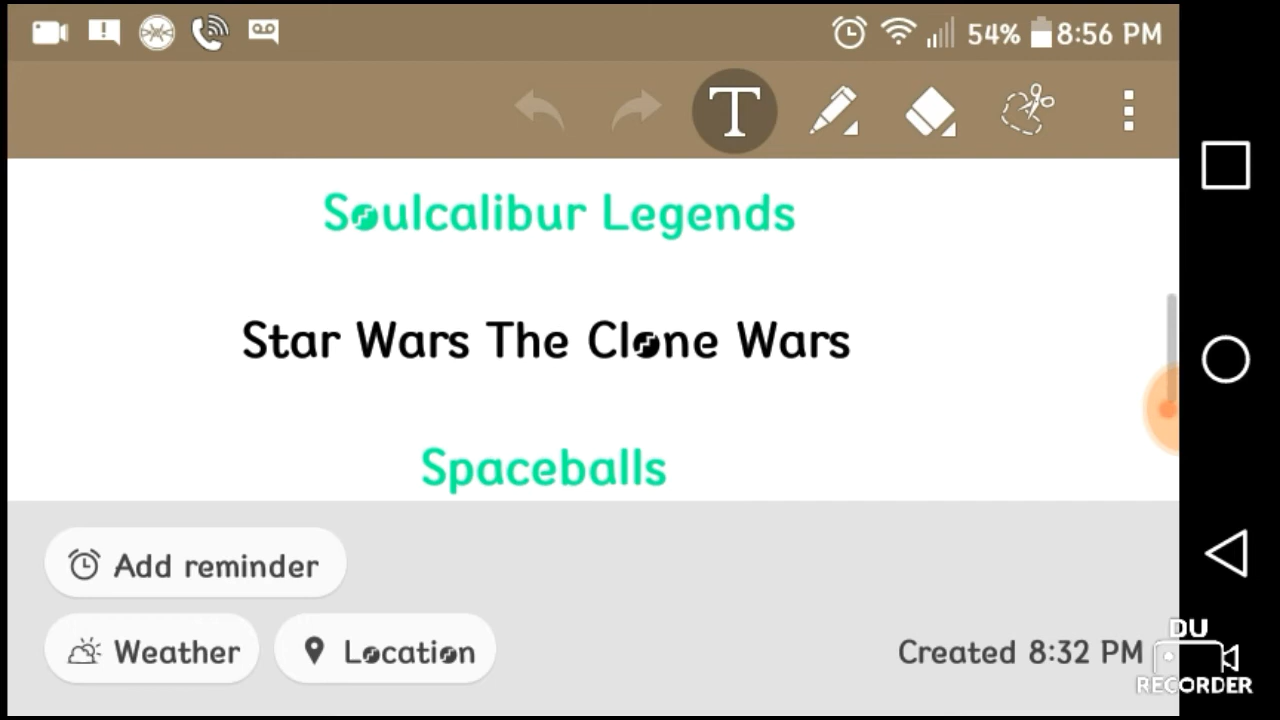 54% 8:56 PM
T
Soulcalibur Legends
Star Wars The Clone Wars
Spaceballs
Add reminder
Weather Location Created 8:32 PM
DU
RECORDER